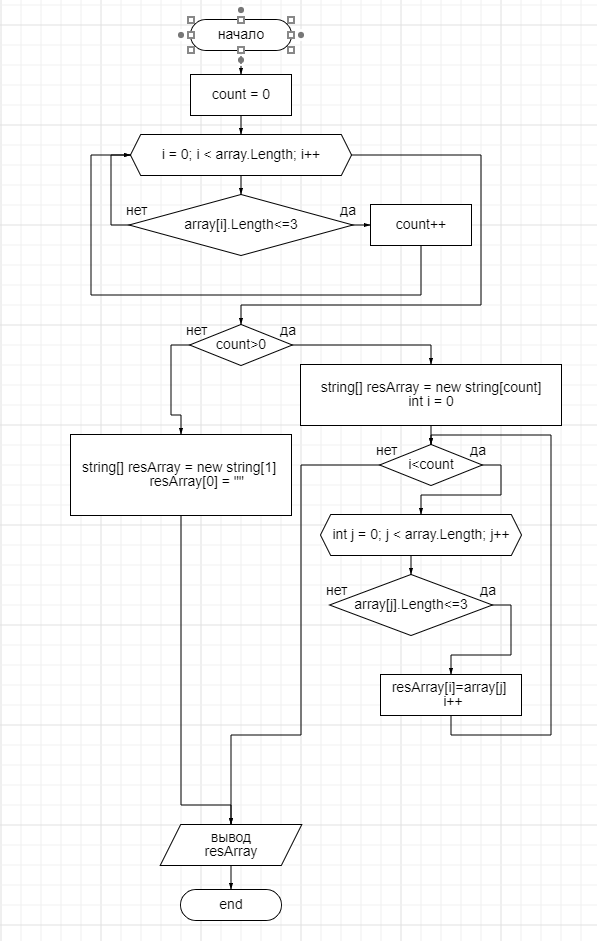 начало
count = 0
i = 0; i < array.Length; i++
нет
да
array[i].Length<=3
count++
нет
да
count>0
string[] resArray = new string[count]
int i = 0
нет
да
i<count
string[] resArray = new string[1]
resArray[0] = ""
int j = 0; j < array.Length; j++
нет
да
array[j].Length<=3
resArray[i]=array[j]
i++
вывод
resArray
end